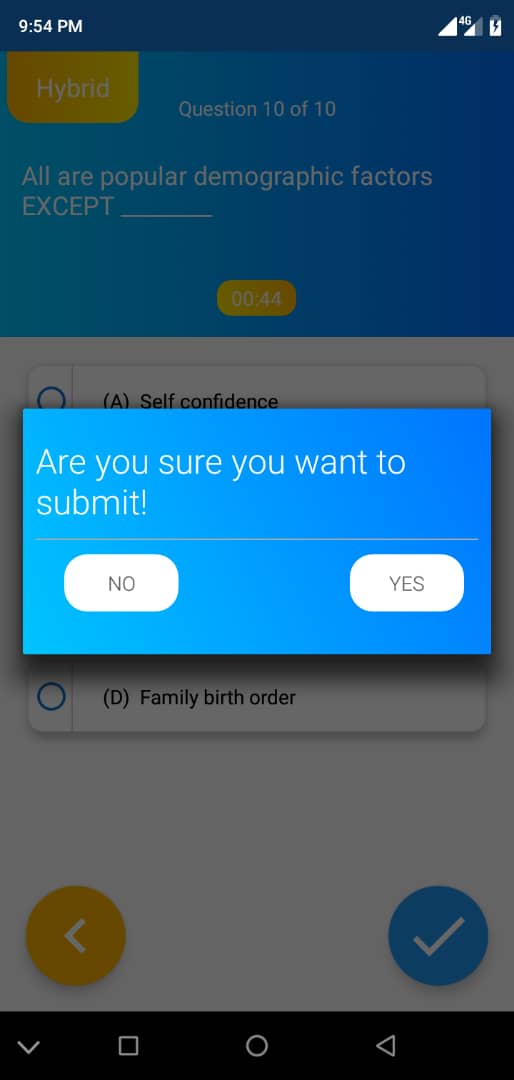 9:54 PM
4G
Hybrid
Question 10 of 10
All are popular demographic factors
EXCEPT ________
00:44
(A) Self confidence
Are you sure you want to
submit!
NO
YES
(D) Family birth order